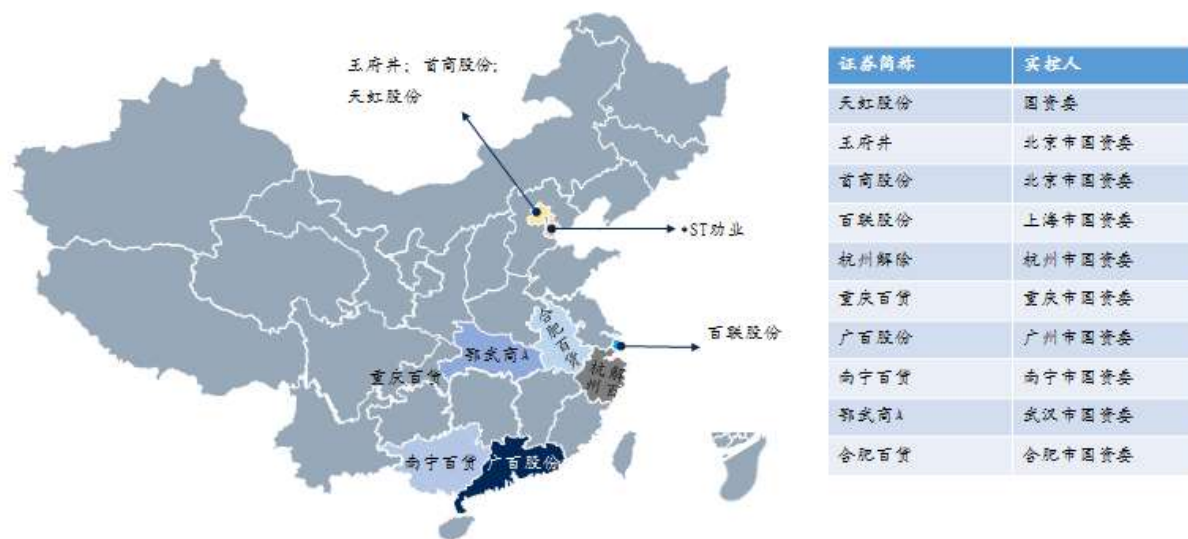 王府井；首商股份；
天虹股份
*ST劝业
百联股份
合肥百货
鄂武商A
重庆百货
杭州解百
南宁百货
广百股份
证券简称 实控人
天虹股份 国资委
王府井 北京市国资委
首商股份 北京市国资委
百联股份 上海市国资委
杭州解除 杭州市国资委
重庆百货 重庆市国资委
广百股份 广州市国资委
南宁百货 南宁市国资委
鄂武商A 武汉市国资委
合肥百货 合肥市国资委